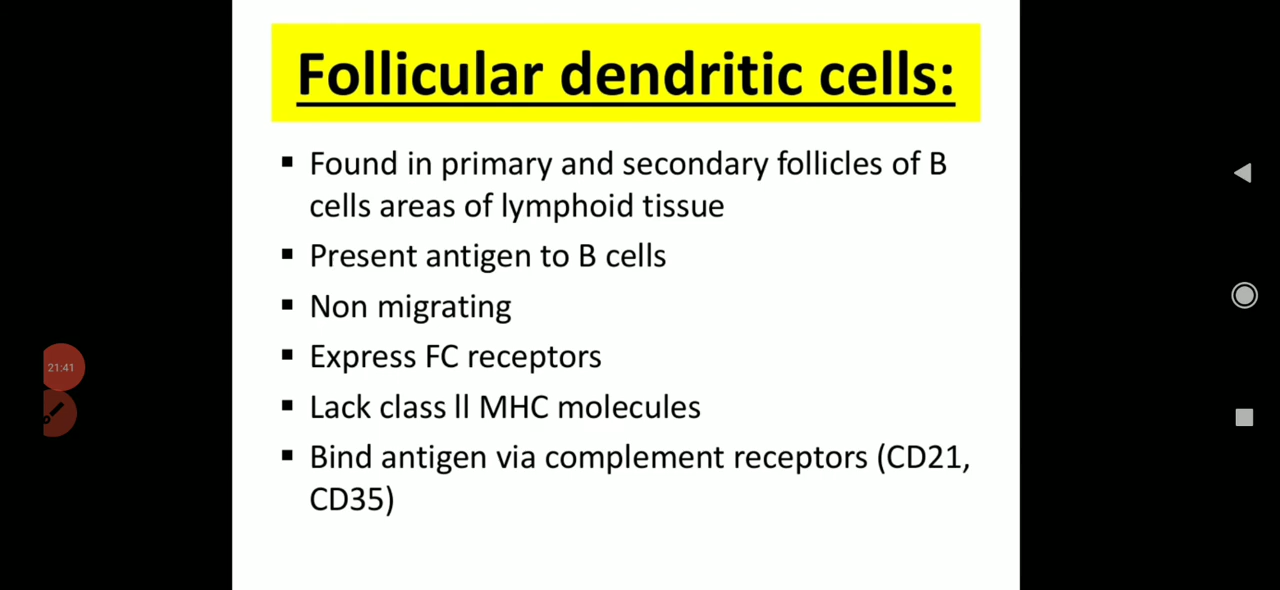 Follicular dendritic cells:
▪ Found in primary and secondary follicles of B
cells areas of lymphoid tissue
▪ Present antigen to B cells
▪ Non migrating
▪ Express FC receptors
▪ Lack class ll MHC molecules
▪ Bind antigen via complement receptors (CD21,
CD35)
21:41